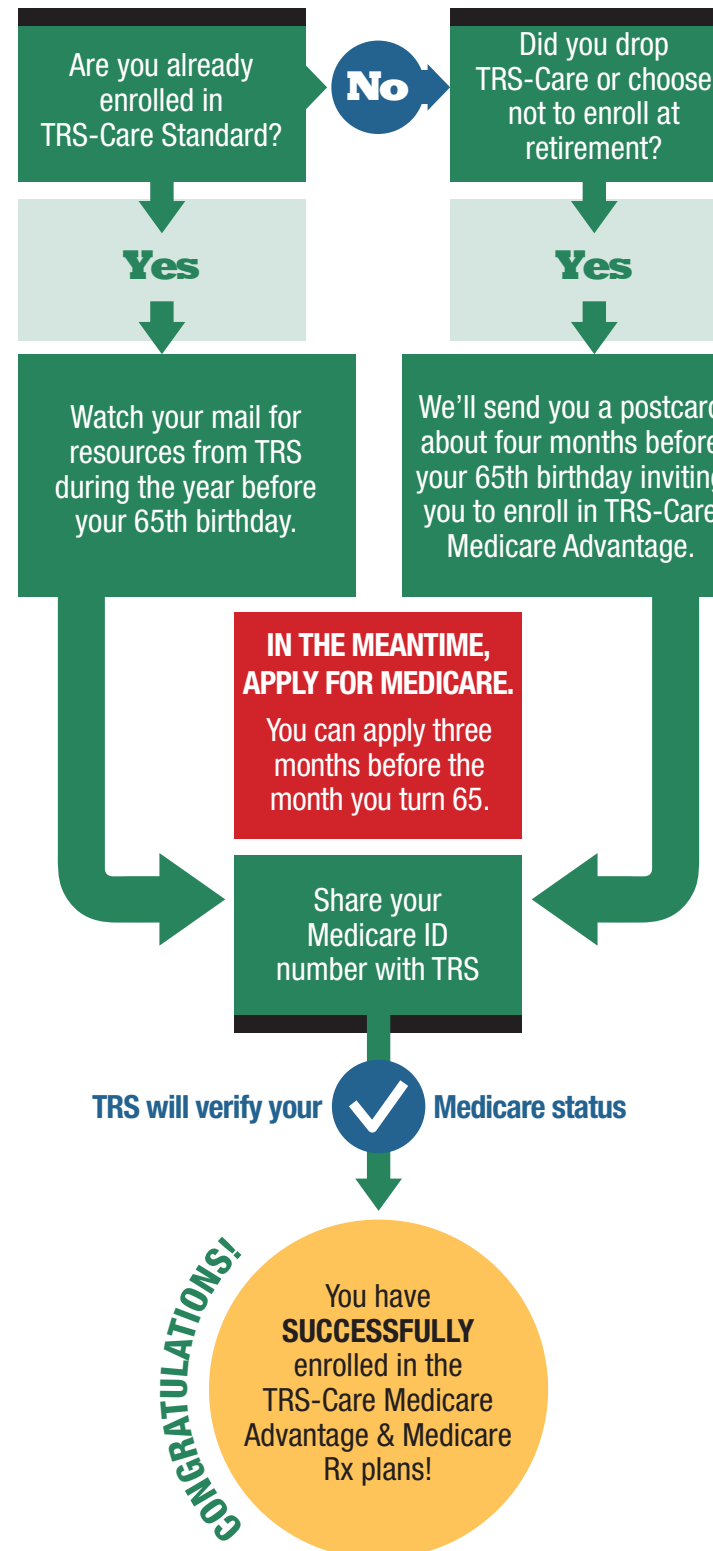 Are you already
enrolled in
TRS-Care Standard?
No
Did you drop
TRS-Care or choose
not to enroll at
retirement?
Yes
Yes
Watch your mail for
resources from TRS
during the year before
your 65th birthday.
We'll send you a postcard
about four months before
your 65th birthday inviting
you to enroll in TRS-Care
Medicare Advantage.
IN THE MEANTIME,
APPLY FOR MEDICARE.
You can apply three
months before the
month you turn 65.
Share your
Medicare ID
number with TRS
TRS will verify your Medicare status
CONGRATULATIONS!
You have
SUCCESSFULLY
enrolled in the
TRS-Care Medicare
Advantage & Medicare
Rx plans!